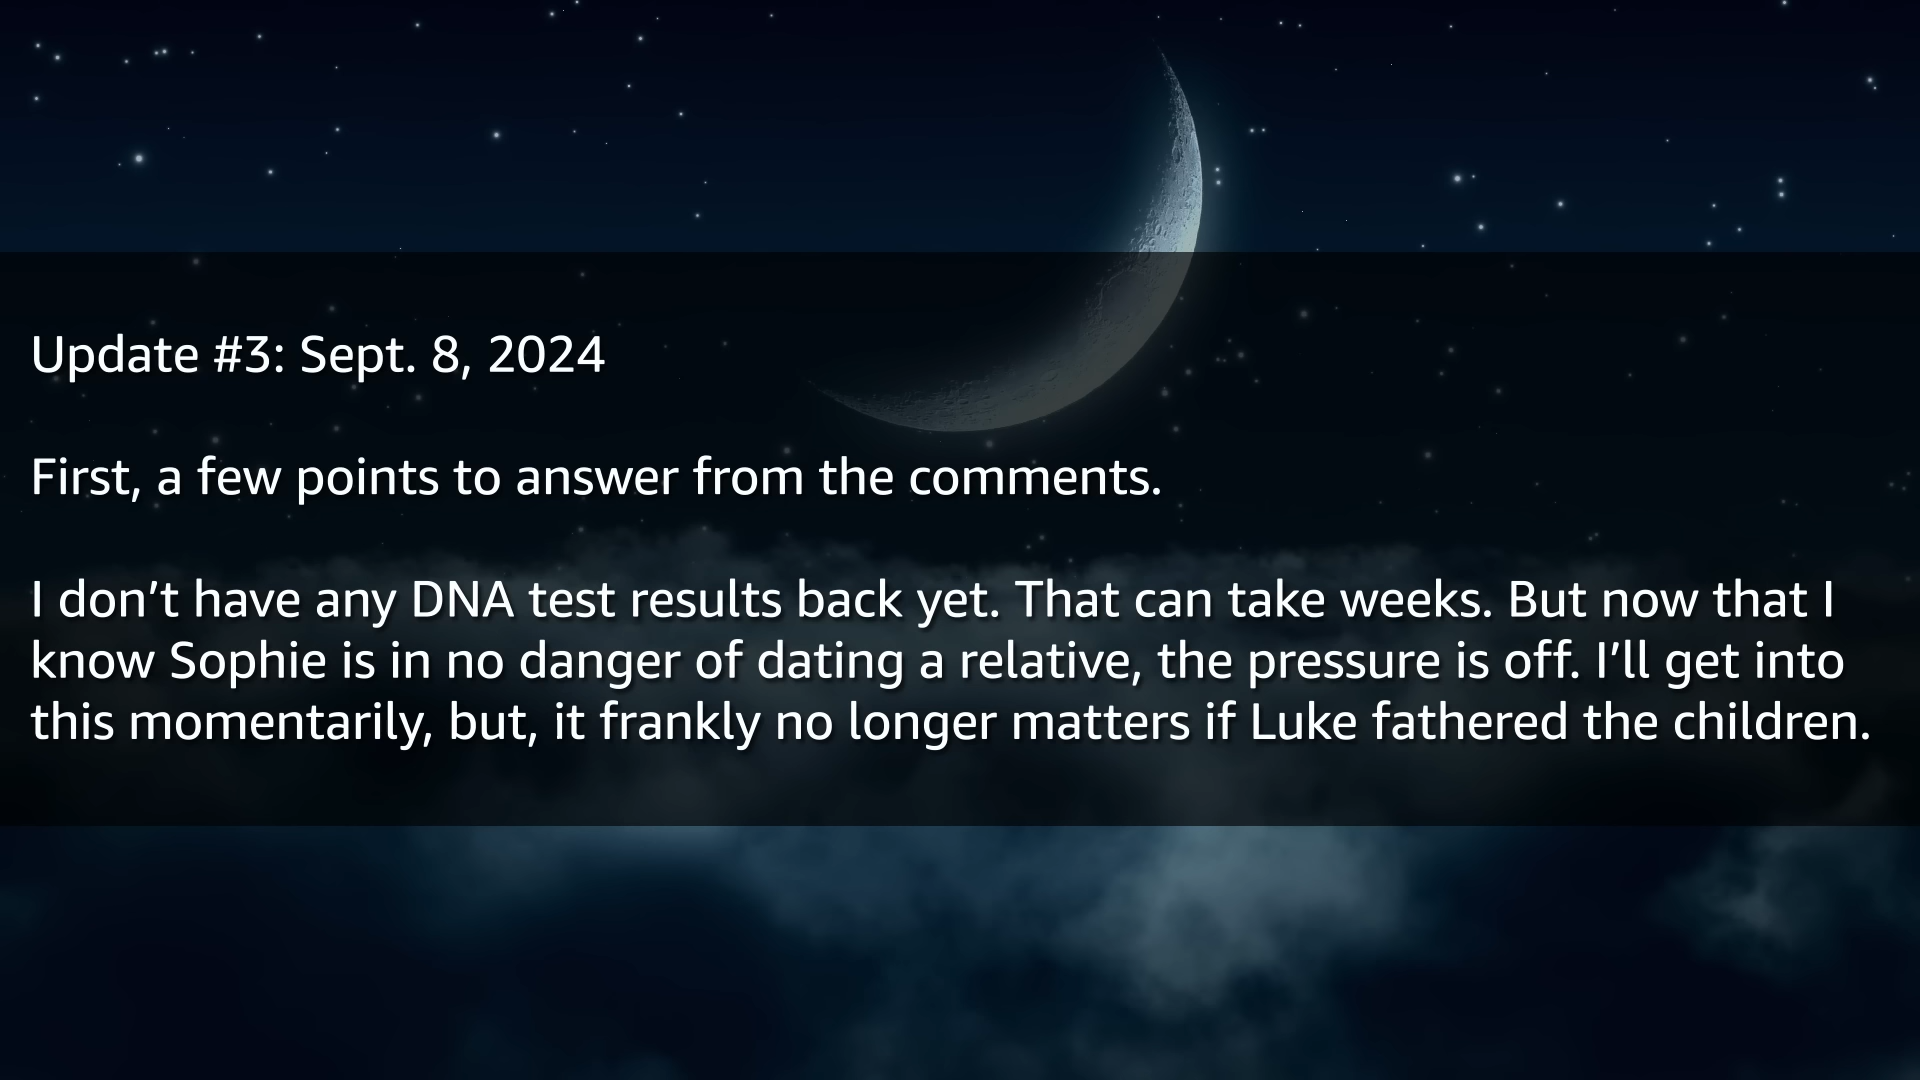 Update #3: Sept. 8, 2024
First, a few points to answer from the comments.
I don’t have any DNA test results back yet. That can take weeks. But now that I
know Sophie is in no danger of dating a relative, the pressure is off. I’ll get into
this momentarily, but, it frankly no longer matters if Luke fathered the children.